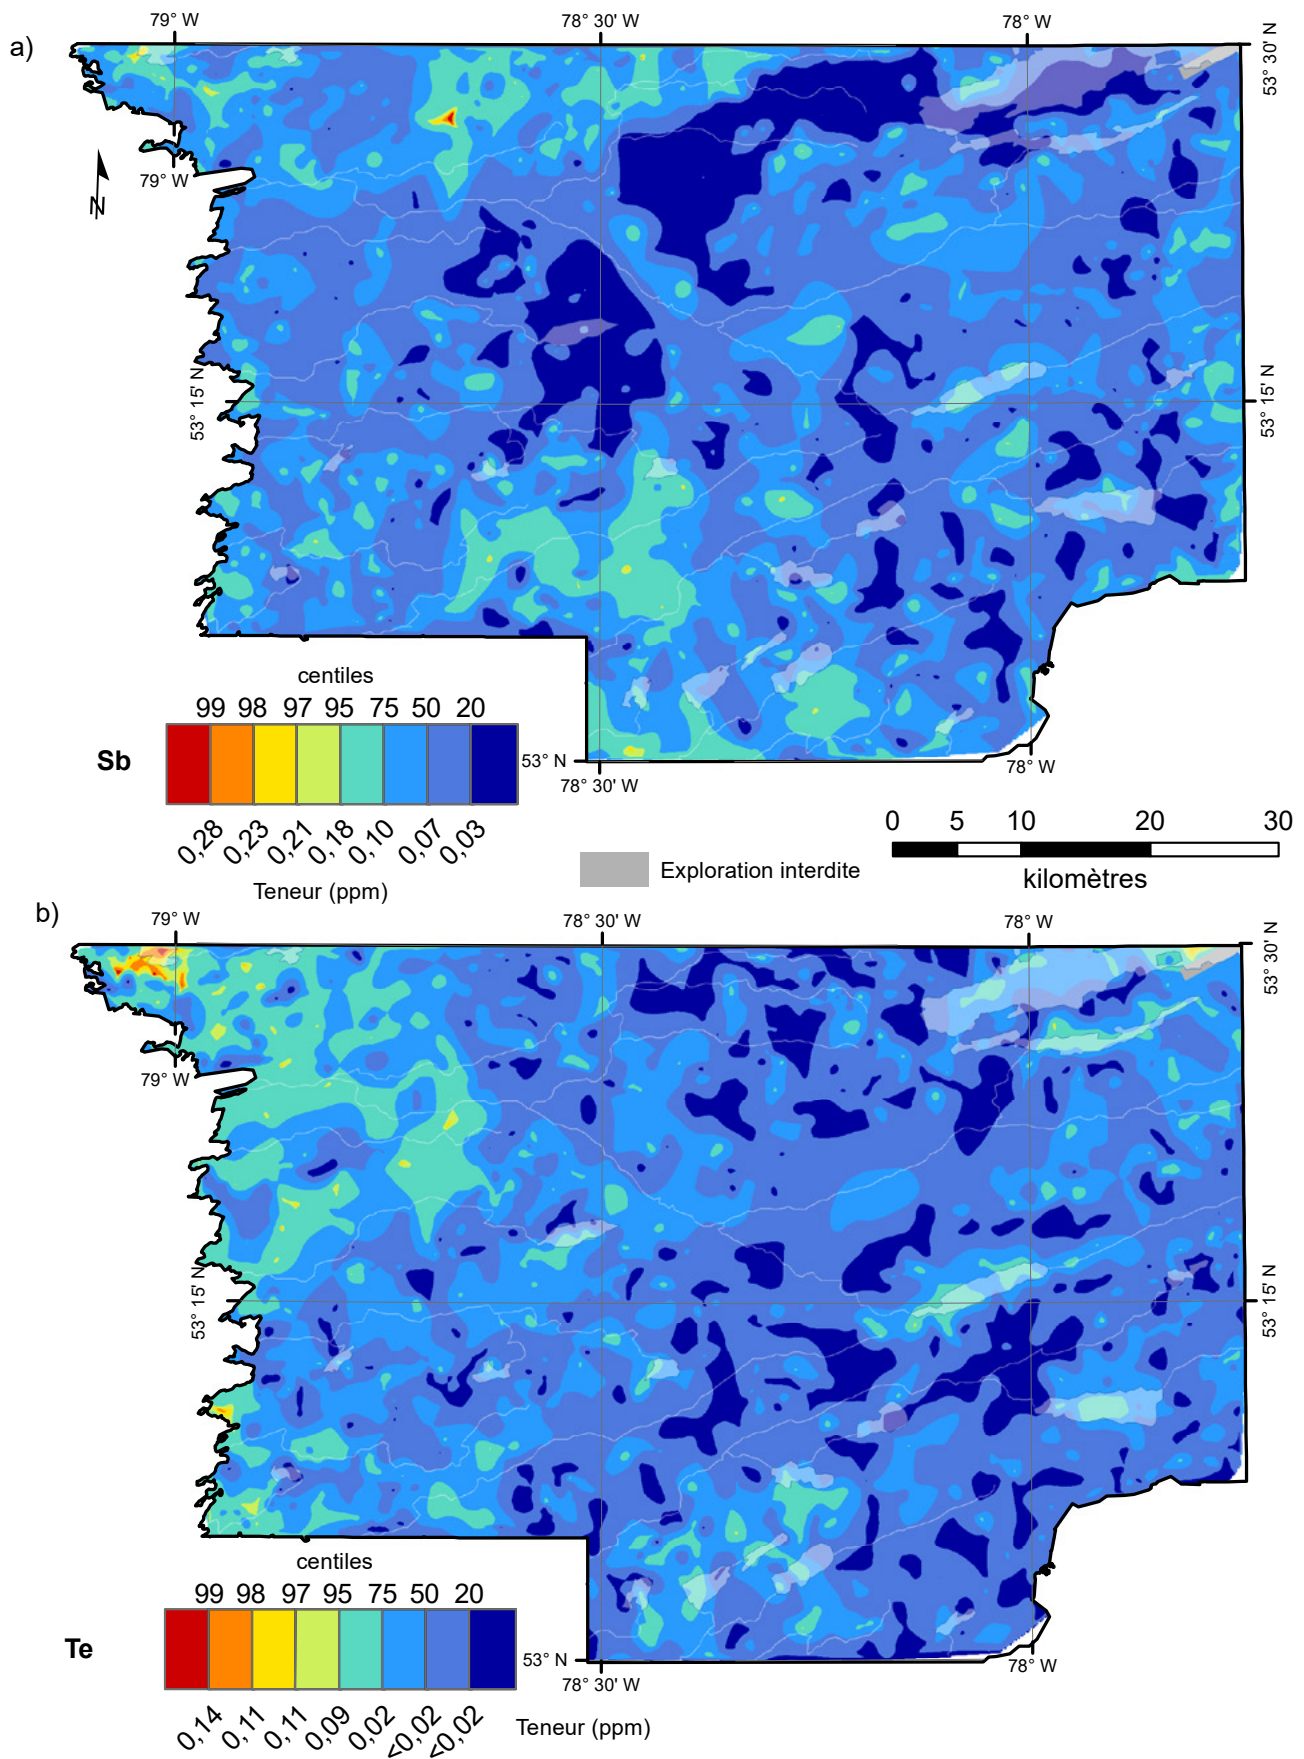 a)
79° W
78° 30' W
78° W
53° 30' N
N
79° W
53° 15' N
53° 15' N
centiles
99 98 97 95 75 50 20
Sb
0,28 0,23 0,21 0,18 0,10 0,07 0,03
Teneur (ppm)
53° N
78° 30' W
78° W
Exploration interdite
0 5 10 20 30
kilomètres
b)
79° W
78° 30' W
78° W
53° 30' N
79° W
53° 15' N
53° 15' N
centiles
99 98 97 95 75 50 20
Te
0,14 0,11 0,11 0,09 0,02 <0,02 <0,02
Teneur (ppm)
53° N
78° 30' W
78° W